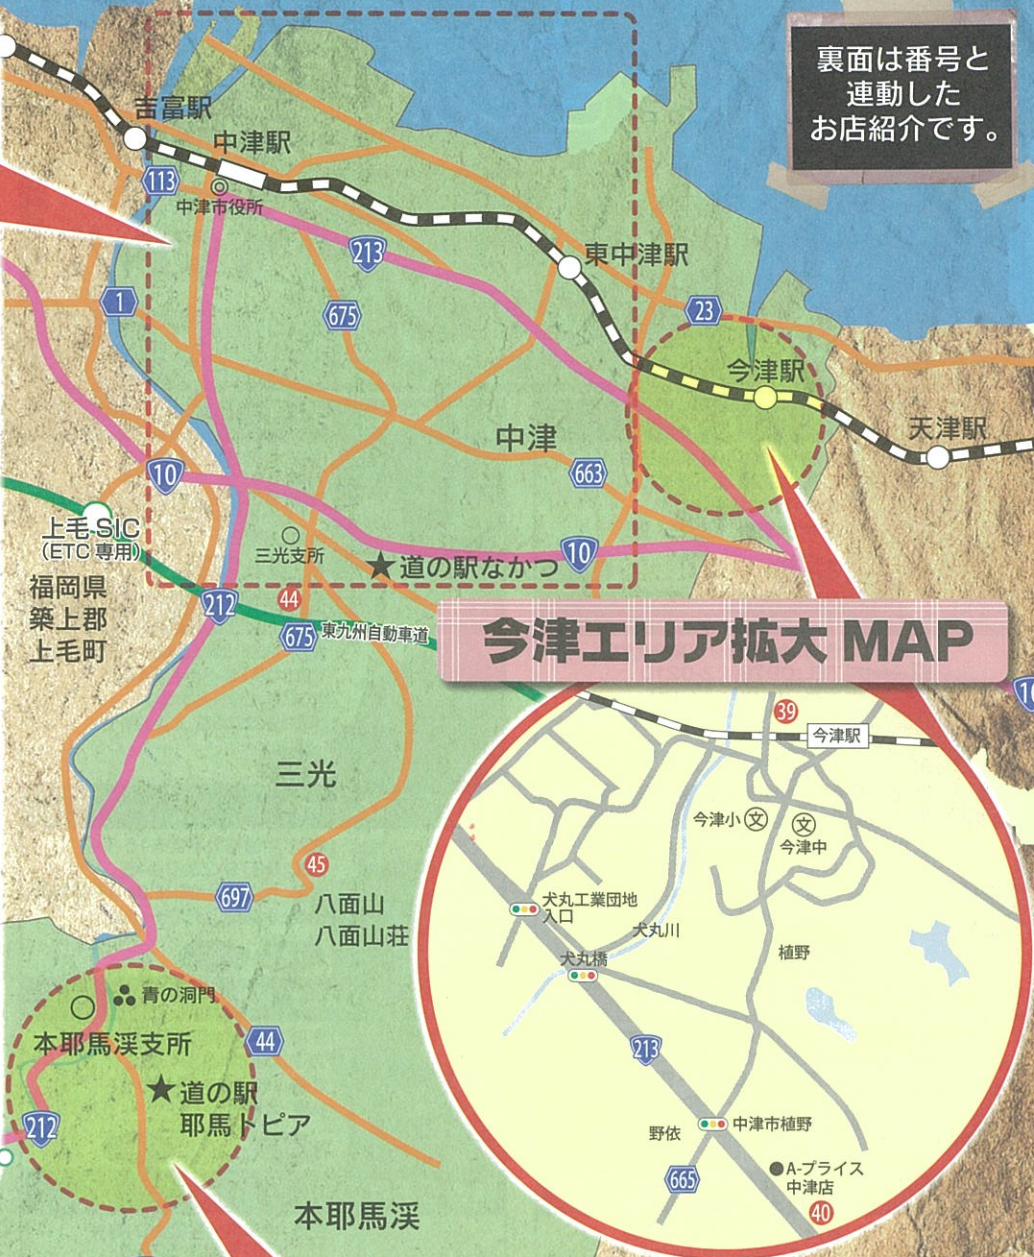 裏面は番号と
連動した
お店紹介です。
吉富駅
中津駅
113
中津市役所
213
東中津駅
1
675
23
今津駅
天津駅
中津
663
10
上毛SIC
(ETC専用)
三光支所
10
★道の駅なかつ
福岡県
築上郡
上毛町
212
44
675
東九州自動車道
今津エリア拡大 MAP
39
今津駅
三光
今津小
文
文
今津中
45
697
八面山
八面山荘
犬丸工業団地
入口
犬丸川
犬丸橋
植野
青の洞門
本耶馬渓支所
44
213
★道の駅
耶馬トピア
212
野依
中津市植野
665
A-プライス
中津店
40
本耶馬渓